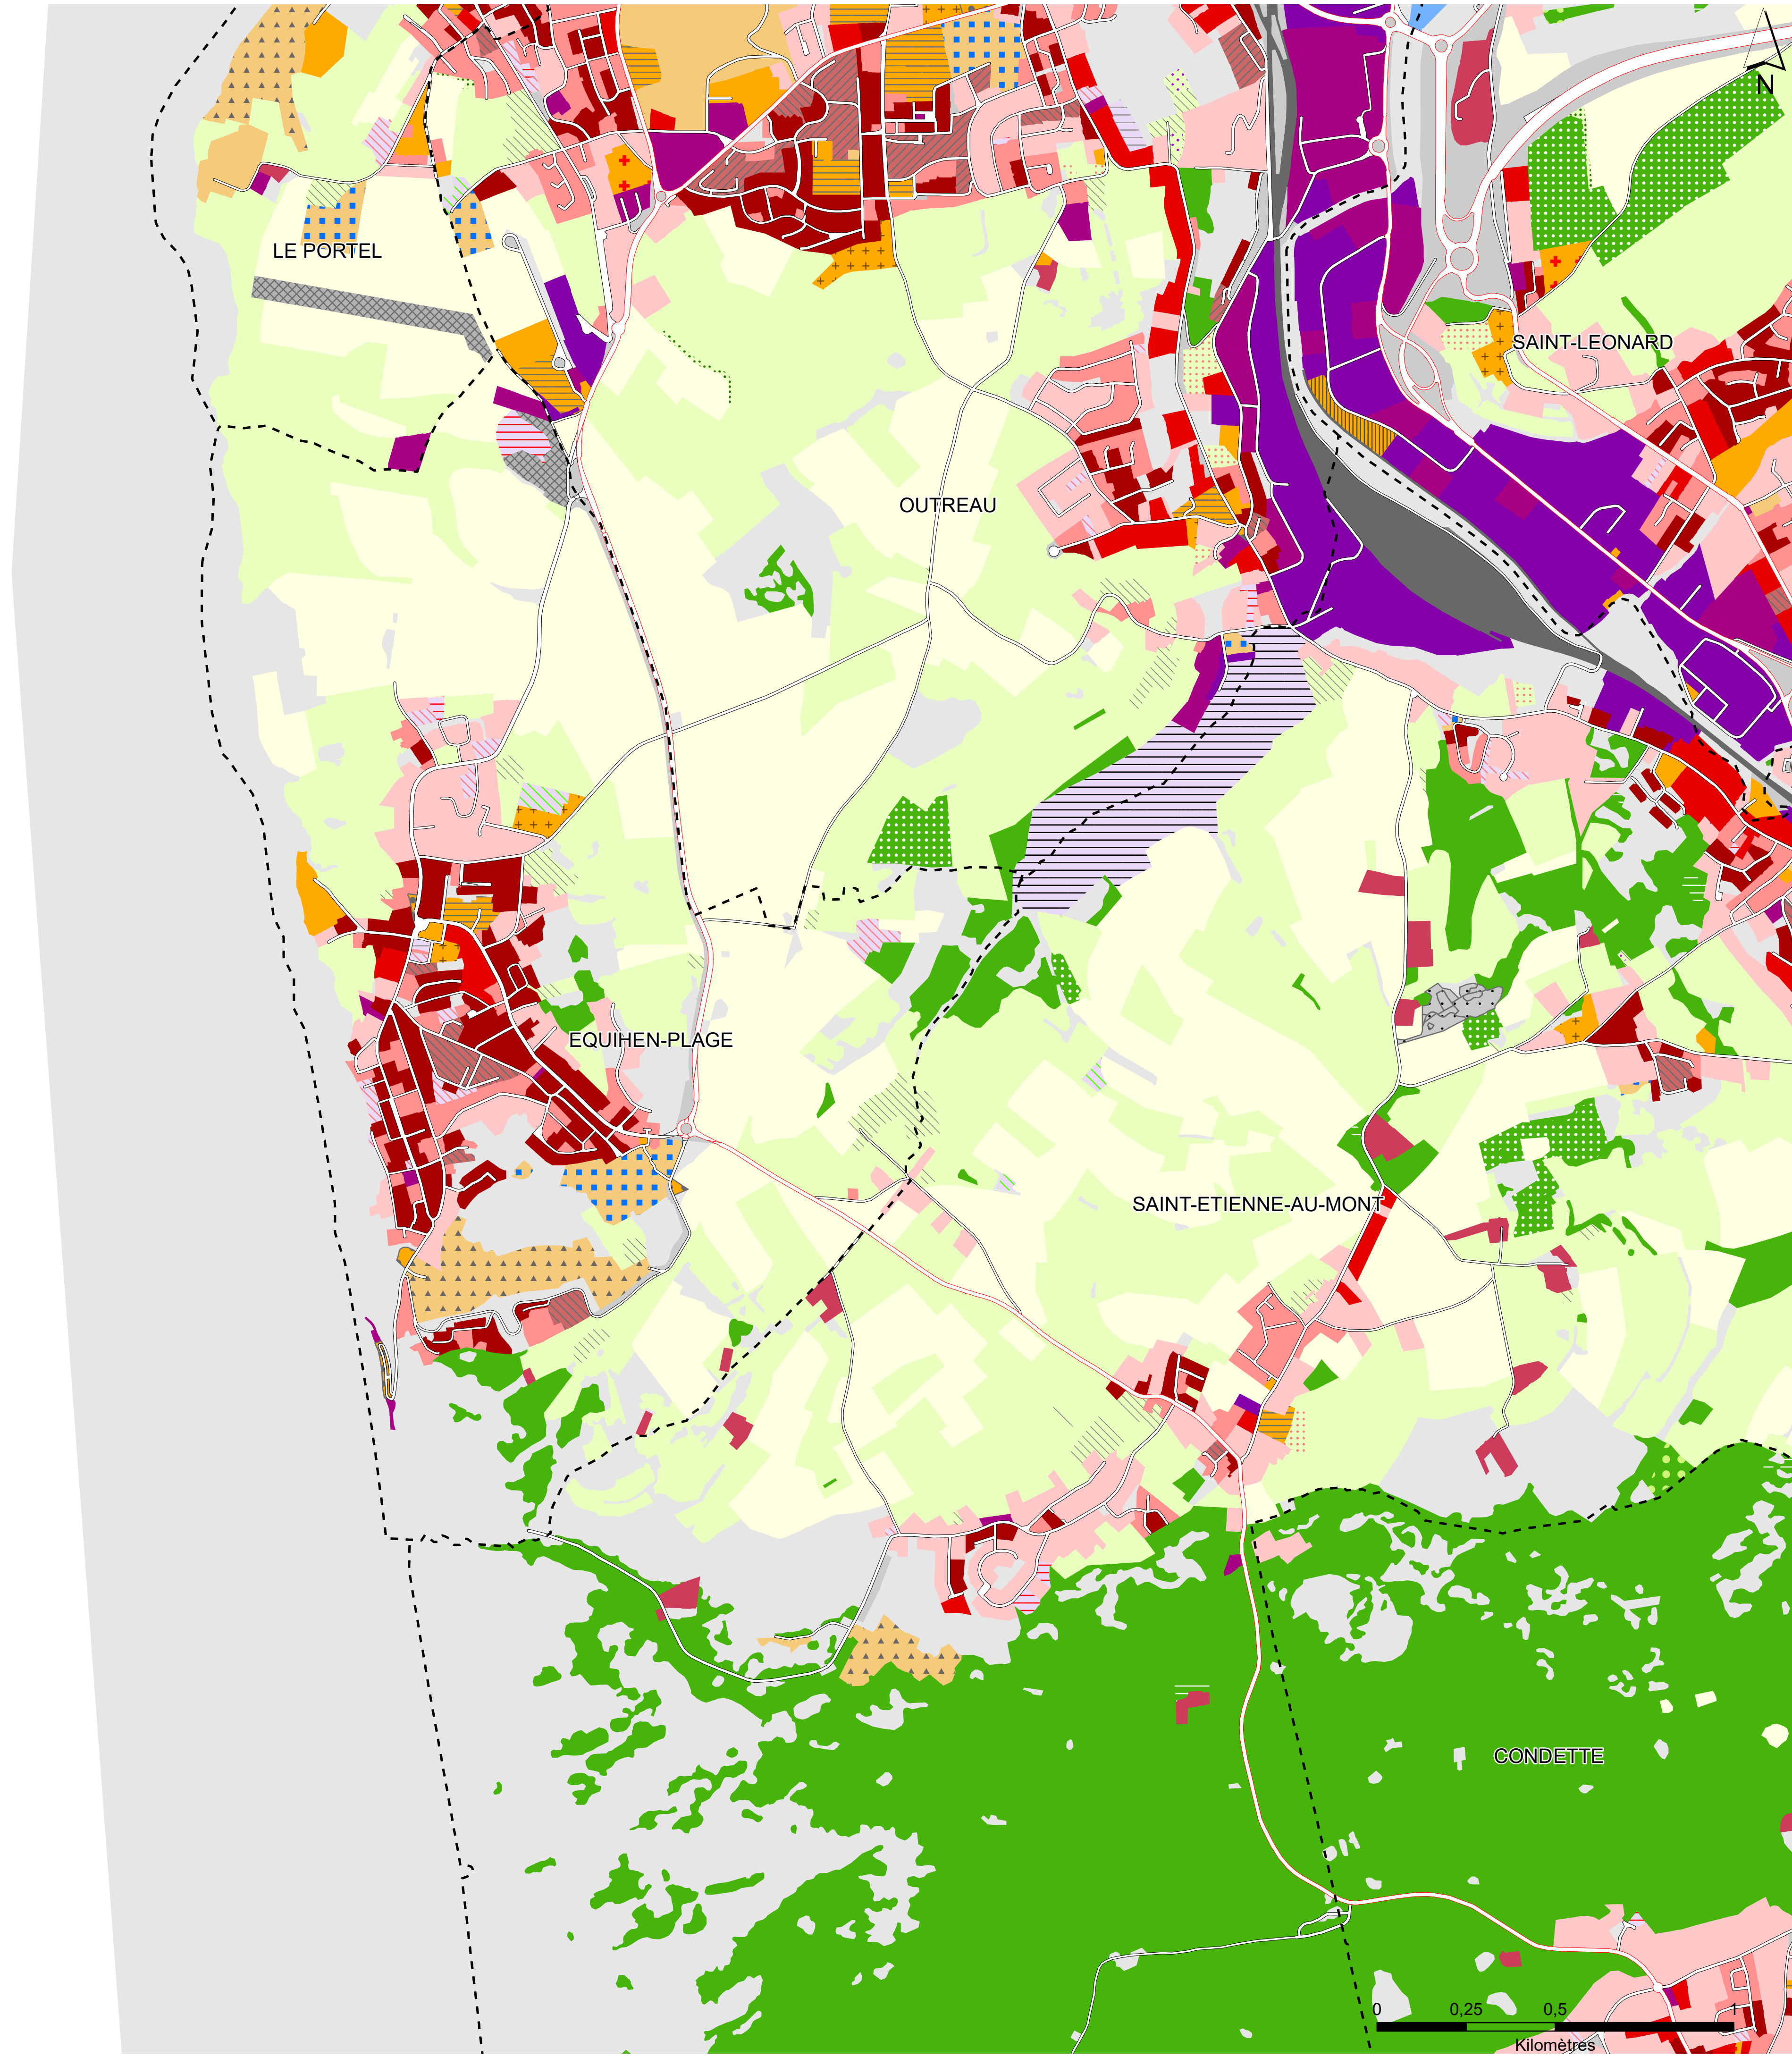 N
LE PORTEL
SAINT-LEONARD
OUTREAU
EQUIHEN-PLAGE
SAINT-ETIENNE-AU-MONT
CONDETTE
0 0,25 0,5 1
Kilomètres